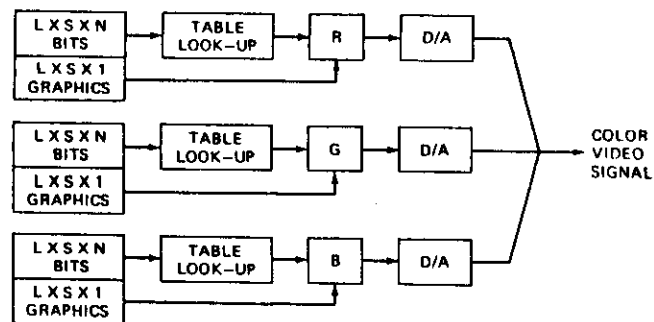 L X S X N
BITS
L X S X 1
GRAPHICS
TABLE
LOOK-UP
R
D/A
L X S X N
BITS
L X S X 1
GRAPHICS
TABLE
LOOK-UP
G
D/A
COLOR
VIDEO
SIGNAL
L X S X N
BITS
L X S X 1
GRAPHICS
TABLE
LOOK-UP
B
D/A